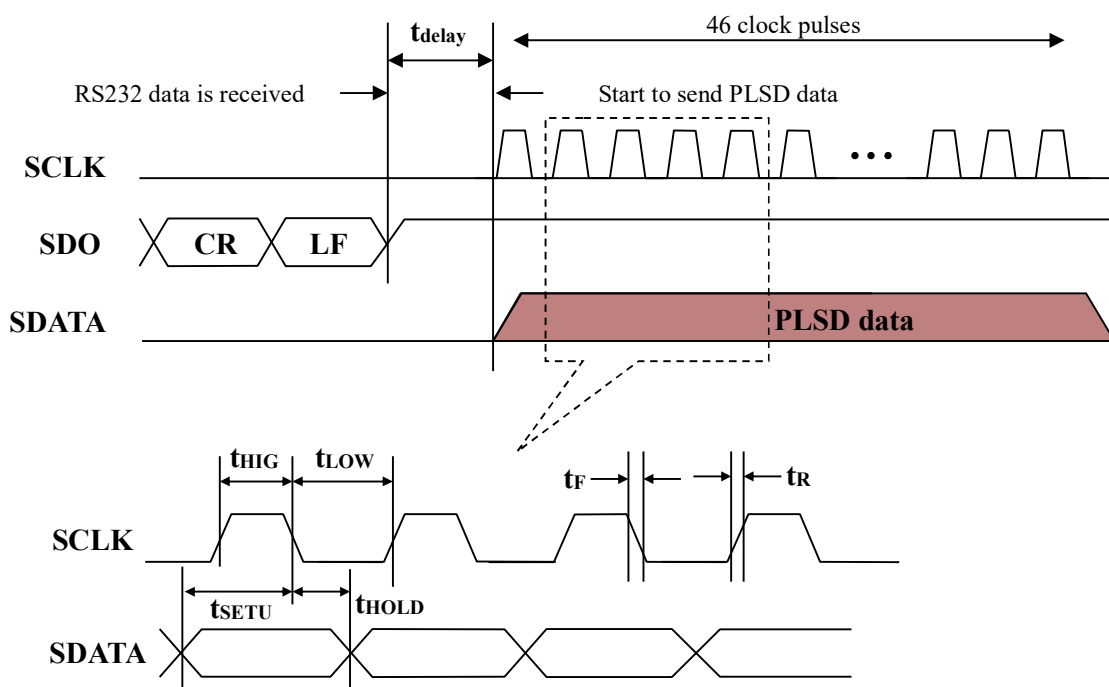 46 clock pulses
tdelay
RS232 data is received
Start to send PLSD data
SCLK
SDO
CR
LF
SDATA
PLSD data
tHIG
tLOW
tF
tR
SCLK
tSETU
tHOLD
SDATA